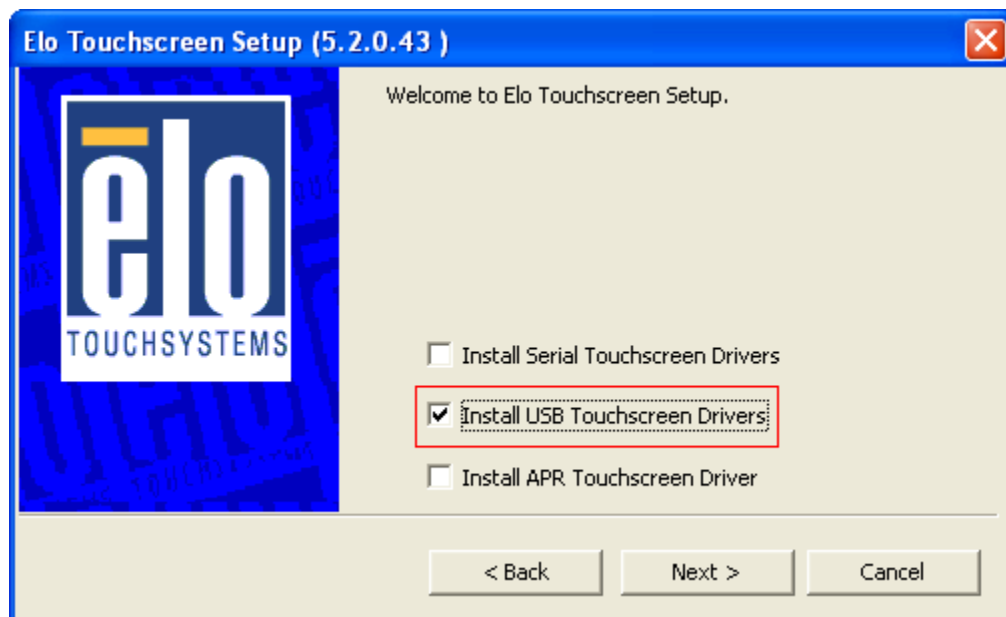 Elo Touchscreen Setup (5.2.0.43 )
Welcome to Elo Touchscreen Setup.
ēlo
TOUCHSYSTEMS
Install Serial Touchscreen Drivers
Install USB Touchscreen Drivers
Install APR Touchscreen Driver
< Back
Next >
Cancel